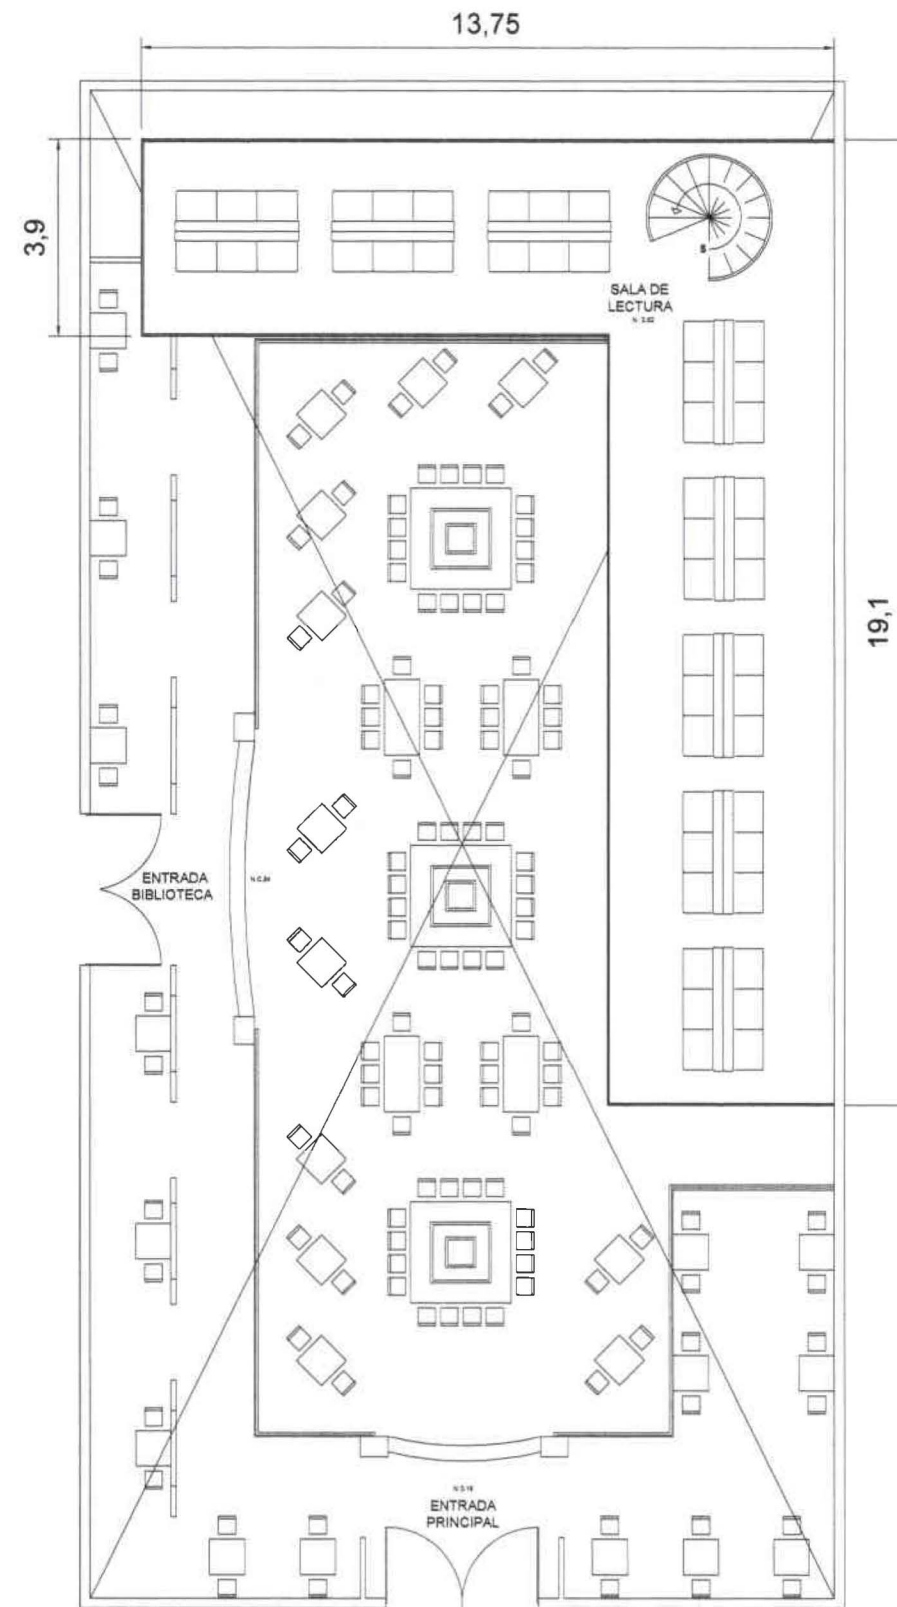 13,75
3,9
SALA DE
LECTURA
19,1
ENTRADA
BIBLIOTECA
ENTRADA
PRINCIPAL